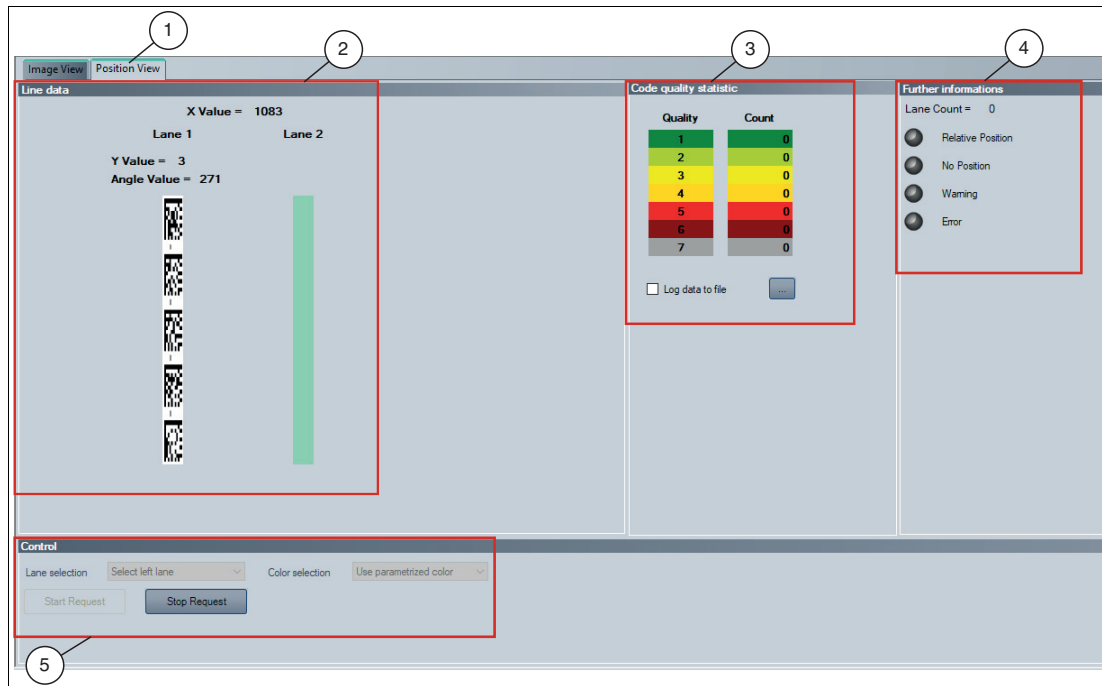 1
2
3
4
Image View Position View
Line data
X Value = 1083
Lane 1 Lane 2
Y Value = 3
Angle Value = 271
Code quality statistic
Quality Count
1 0
2 0
3 0
4 0
5 0
6 0
7 0
Log data to file ...
Further informations
Lane Count = 0
Relative Position
No Position
Warning
Error
Control
Lane selection Select left lane Color selection Use parametrized color
Start Request Stop Request
5